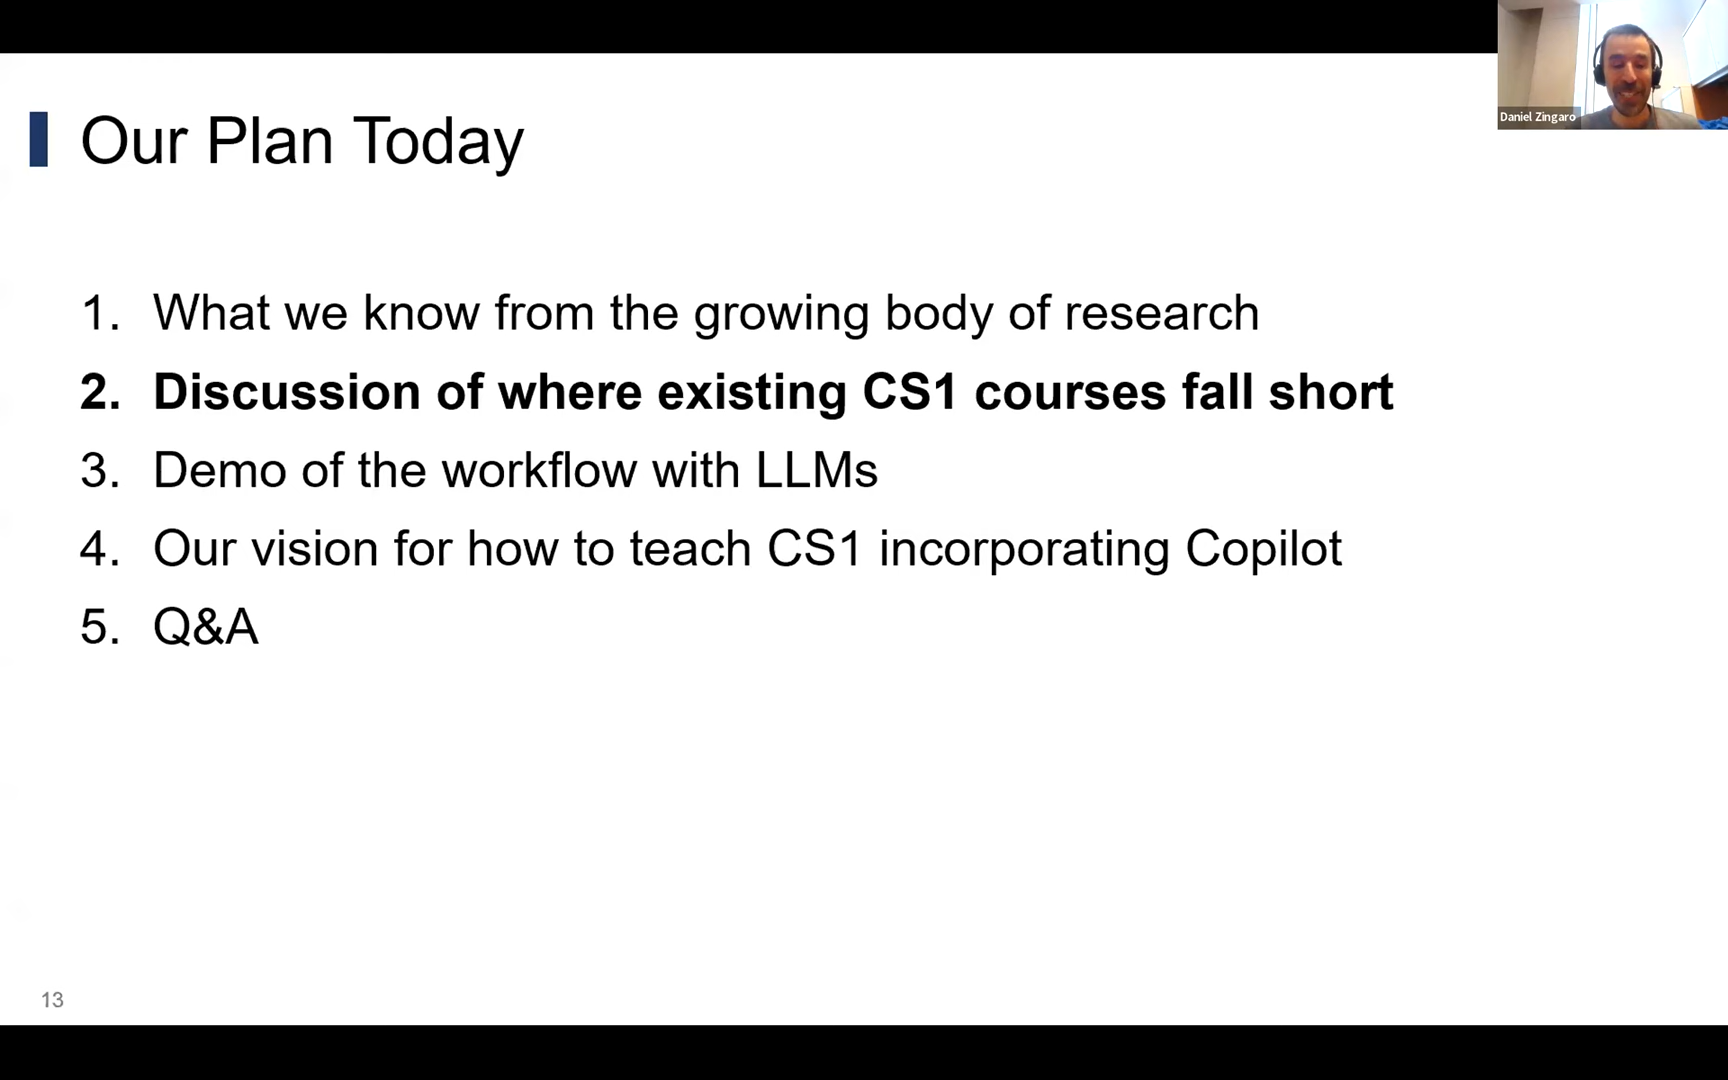 Our Plan Today
Daniel Zingaro
1. What we know from the growing body of research
2. Discussion of where existing CS1 courses fall short
3. Demo of the workflow with LLMs
4. Our vision for how to teach CS1 incorporating Copilot
5. Q&A
13